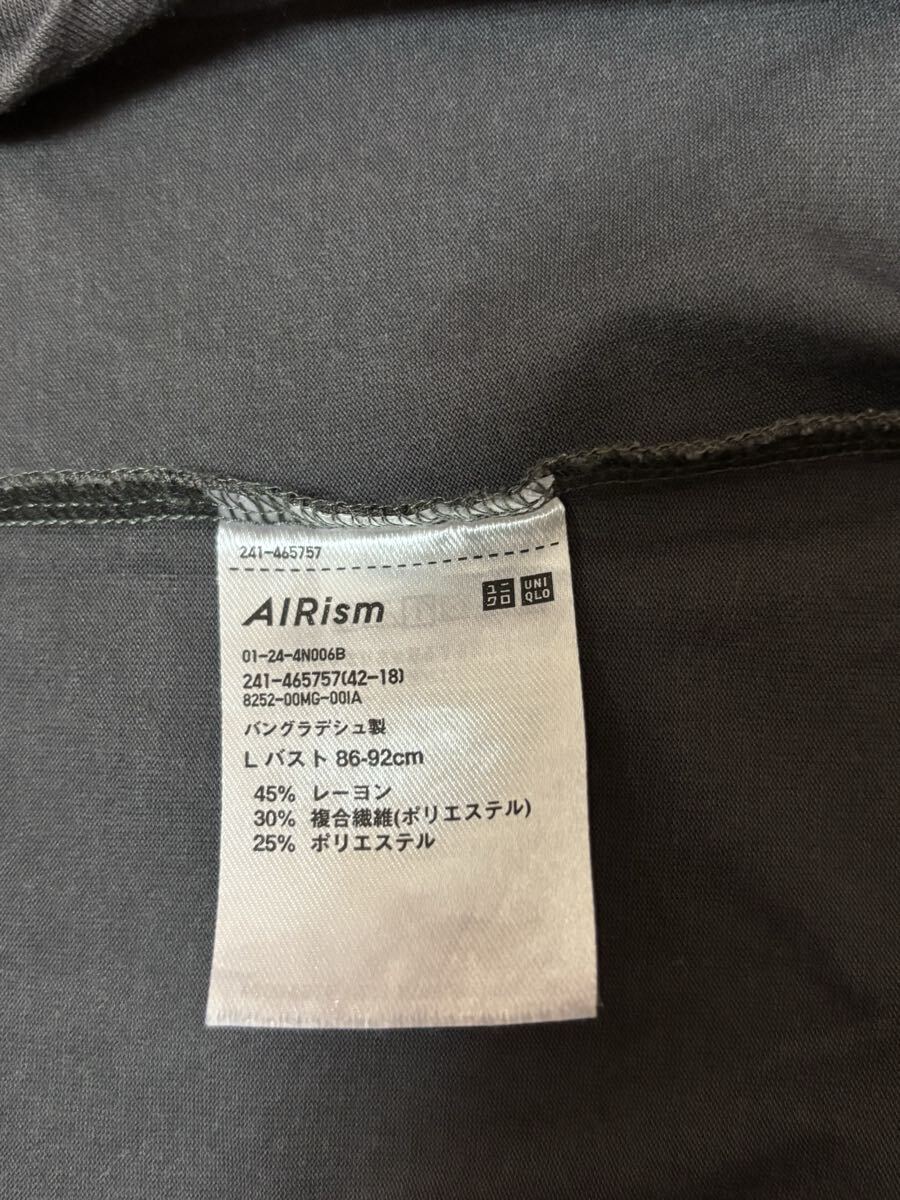 241-465757
AIRism
ユニ
クロ
UNI
QLO
01-24-4N006B
241-465757(42-18)
8252-00MG-00IA
バングラデシュ製
L バスト 86-92cm
45% レーヨン
30% 複合繊維(ポリエステル)
25% ポリエステル